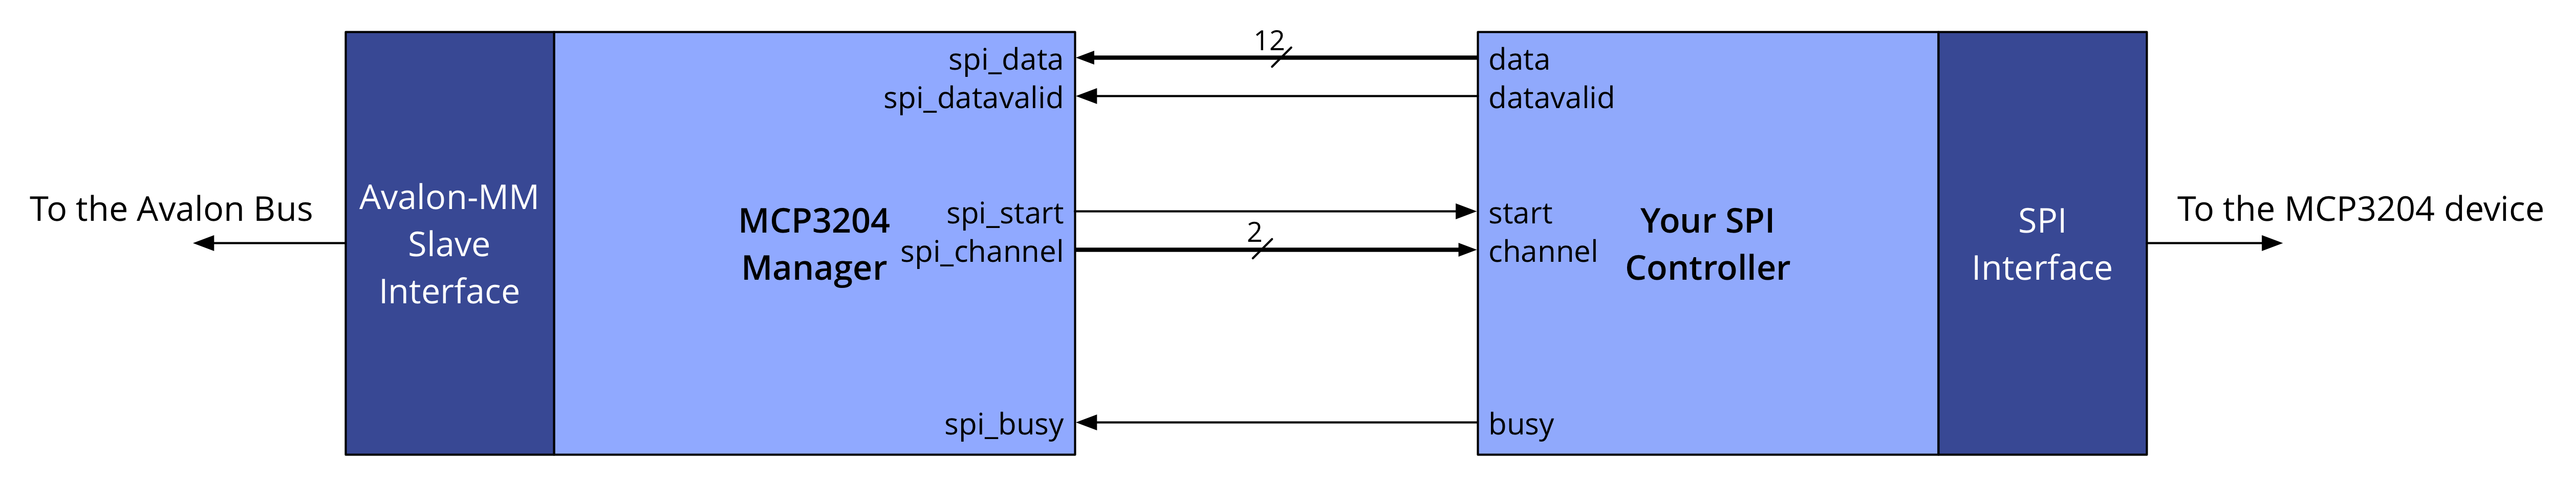 To the Avalon Bus
Avalon-MM
Slave
Interface
MCP3204
Manager
spi_data
spi_datavalid
spi_start
spi_channel
spi_busy
12
2
data
datavalid
start
channel
busy
Your SPI
Controller
SPI
Interface
To the MCP3204 device